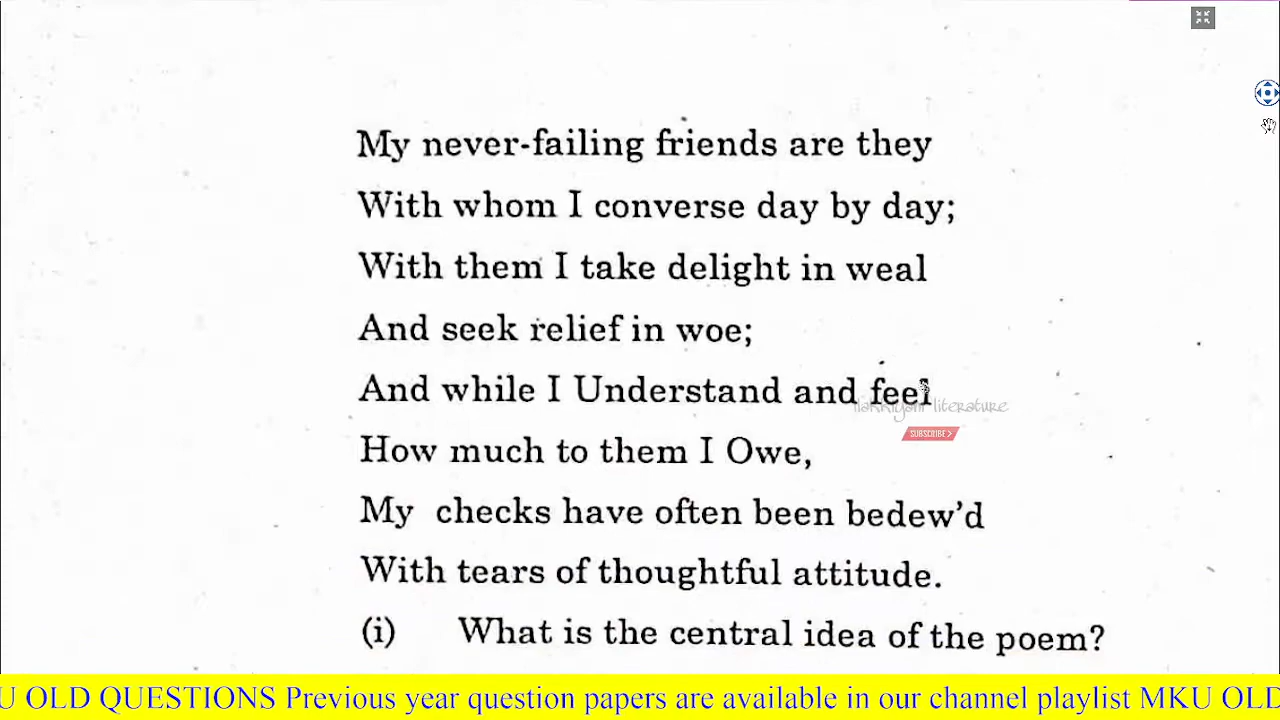 My never-failing friends are they
With whom I converse day by day;
With them I take delight in weal
And seek relief in woe;
And while I Understand and feel
literature
SUBSCRIBE >
How much to them I Owe,
My checks have often been bedew'd
With tears of thoughtful attitude.
(i) What is the central idea of the poem?
U OLD QUESTIONS Previous year question papers are available in our channel playlist MKU OLD